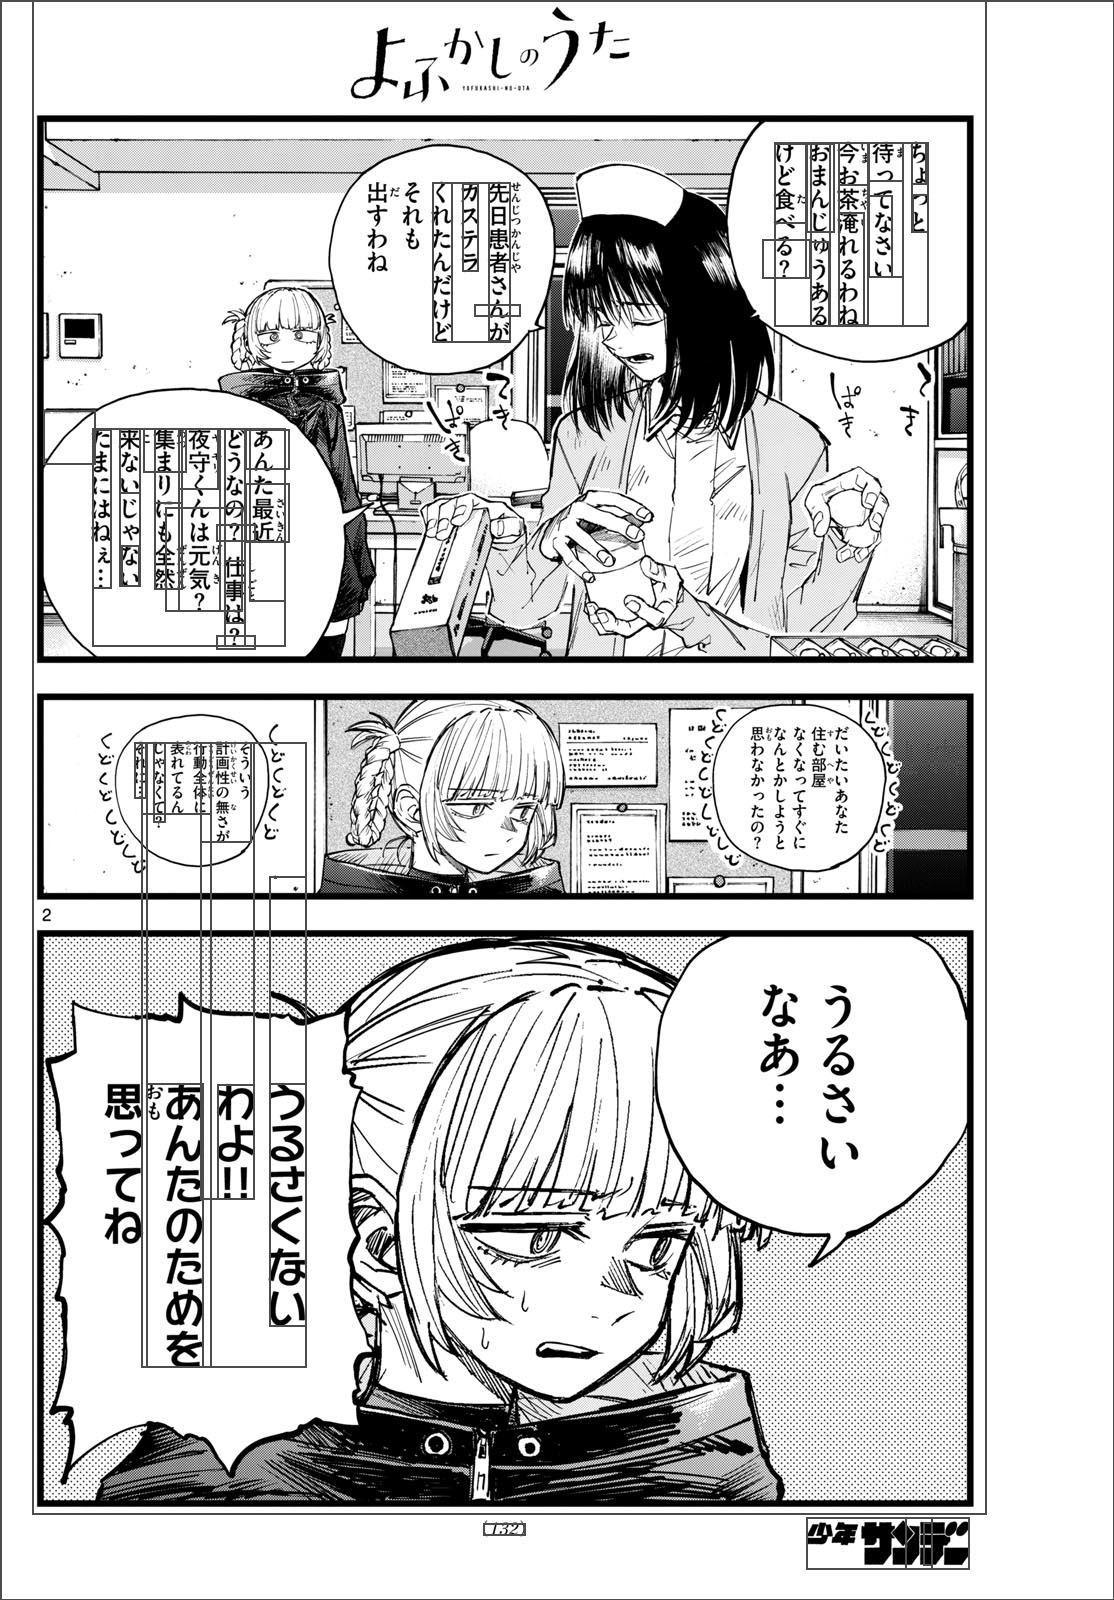 よふかしのうた
YOFUKASHI-NO-UTA
ちょっと
待ってなさい
今お茶淹れるわね
おまんじゅうある
けど食べる？
先日患者さんが
カステラ
くれたんだけど
それも
出すわね
てき
ぱき
てき
ぱき
あんた最近
どうなの？仕事は？
夜守くんは元気？
集まりにも全然
来ないじゃない
たまにはねぇ…
だいたいあなた
住む部屋
なくなってすぐに
なんとかしようと
思わなかったの？
くどくどくどくど
くどくどくどくどくどくど
そういう
計画性の無さが
行動全体に
表れてるん
じゃなくて？
それに…
くどくどくどくど
くどくどくどくど
2
うるさい
なあ…
うるさくない
わよ!!
あんたのためを
思ってね
132
少年サンデー